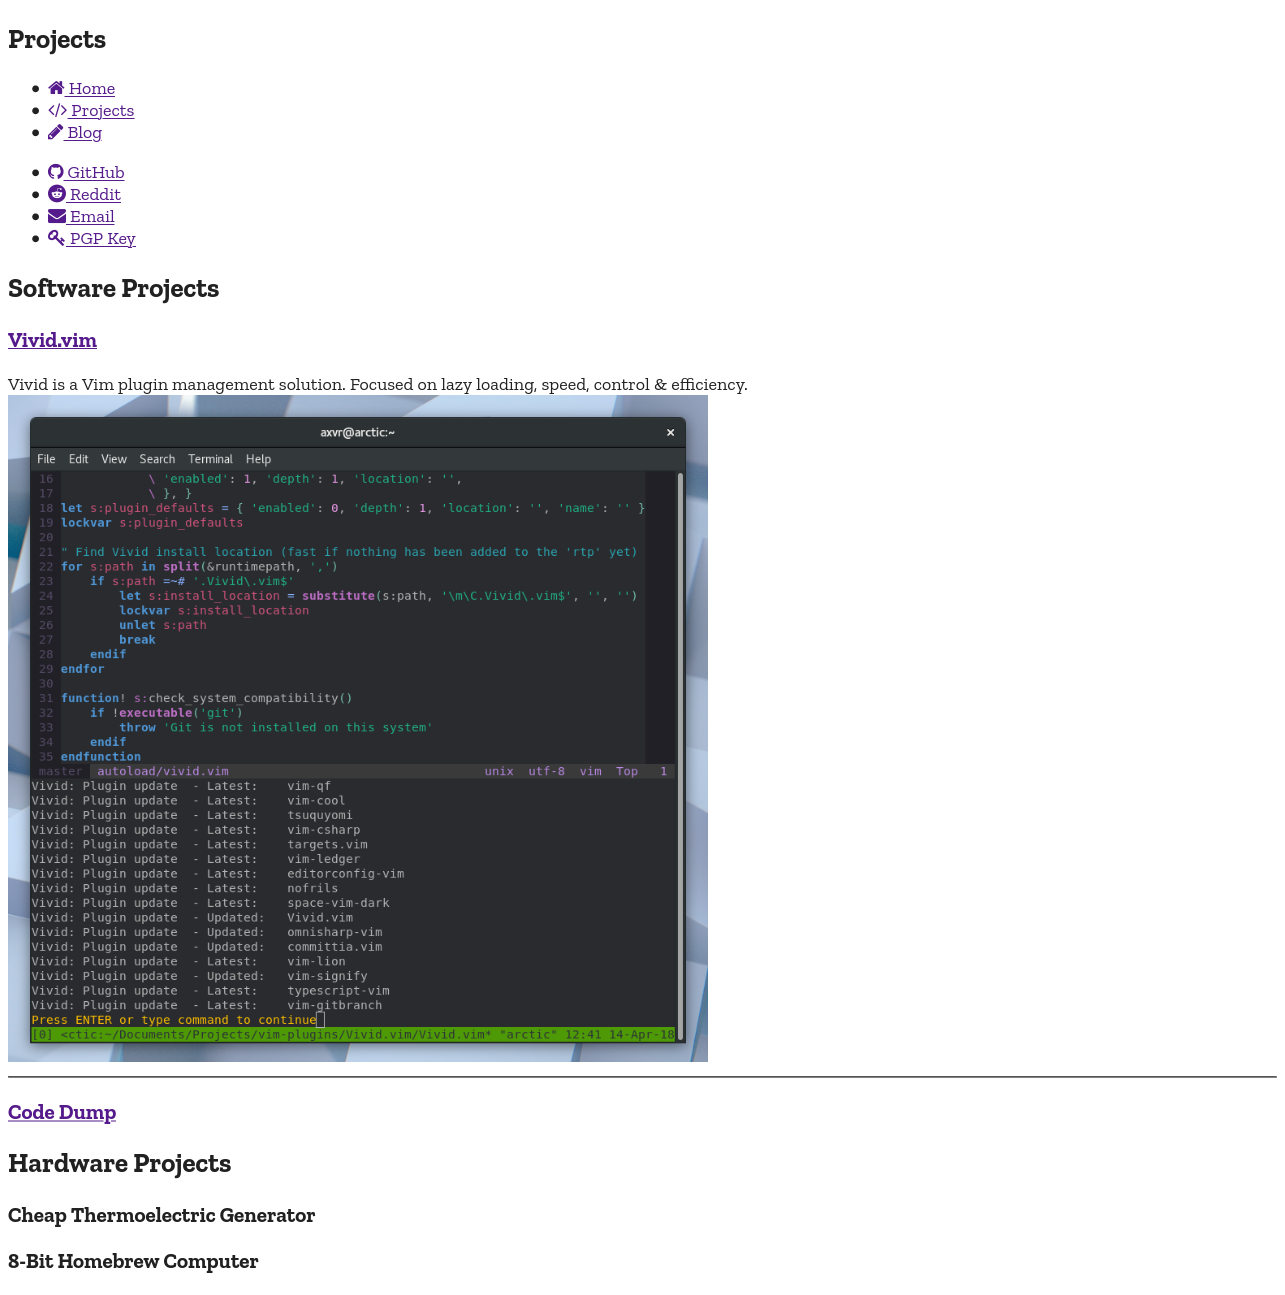 Projects
Home
Projects
Blog
GitHub
Reddit
Email
PGP Key
Software Projects
Vivid.vim
Vivid is a Vim plugin management solution. Focused on lazy loading, speed, control & efficiency.
axvr@arctic:~ ×
File Edit View Search Terminal Help
16             \ 'enabled': 1, 'depth': 1, 'location': '',
17             \ }, }
18 let s:plugin_defaults = { 'enabled': 0, 'depth': 1, 'location': '', 'name': '' }
19 lockvar s:plugin_defaults
20
21 " Find Vivid install location (fast if nothing has been added to the 'rtp' yet)
22 for s:path in split(&runtimepath, ',')
23     if s:path =~# '.Vivid\.vim$'
24         let s:install_location = substitute(s:path, '\m\C.Vivid\.vim$', '', '')
25         lockvar s:install_location
26         unlet s:path
27         break
28     endif
29 endfor
30
31 function! s:check_system_compatibility()
32     if !executable('git')
33         throw 'Git is not installed on this system'
34     endif
35 endfunction
master  autoload/vivid.vim    unix  utf-8  vim  Top   1
Vivid: Plugin update  - Latest:    vim-qf
Vivid: Plugin update  - Latest:    vim-cool
Vivid: Plugin update  - Latest:    tsuquyomi
Vivid: Plugin update  - Latest:    vim-csharp
Vivid: Plugin update  - Latest:    targets.vim
Vivid: Plugin update  - Latest:    vim-ledger
Vivid: Plugin update  - Latest:    editorconfig-vim
Vivid: Plugin update  - Latest:    nofrils
Vivid: Plugin update  - Latest:    space-vim-dark
Vivid: Plugin update  - Updated:   Vivid.vim
Vivid: Plugin update  - Updated:   omnisharp-vim
Vivid: Plugin update  - Updated:   committia.vim
Vivid: Plugin update  - Latest:    vim-lion
Vivid: Plugin update  - Updated:   vim-signify
Vivid: Plugin update  - Latest:    typescript-vim
Vivid: Plugin update  - Latest:    vim-gitbranch
Press ENTER or type command to continue
[0] <ctic:~/Documents/Projects/vim-plugins/Vivid.vim/Vivid.vim* "arctic" 12:41 14-Apr-18
Code Dump
Hardware Projects
Cheap Thermoelectric Generator
8-Bit Homebrew Computer